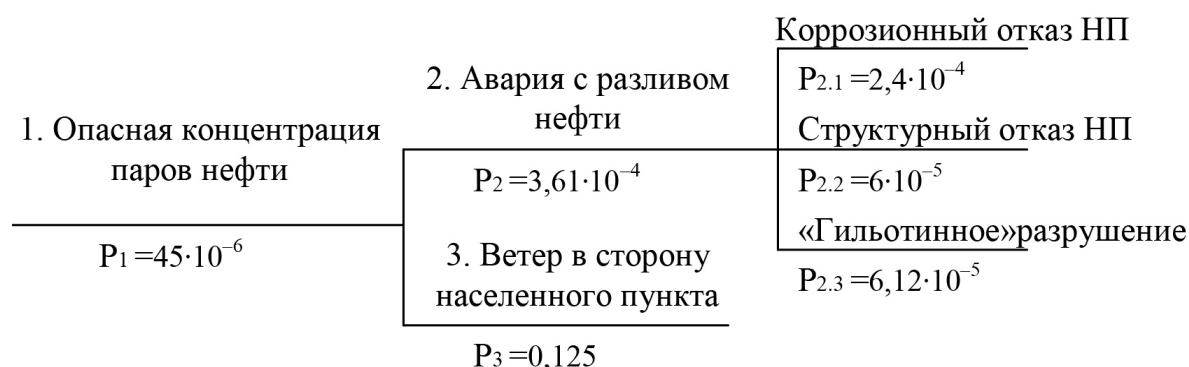 Коррозионный отказ НП
P2.1 =2,4·10⁻⁴
2. Авария с разливом
нефти
Структурный отказ НП
1. Опасная концентрация
паров нефти
P2 =3,61·10⁻⁴
P2.2 =6·10⁻⁵
«Гильотинное»разрушение
P1 =45·10⁻⁶
3. Ветер в сторону
населенного пункта
P2.3 =6,12·10⁻⁵
P3 =0,125